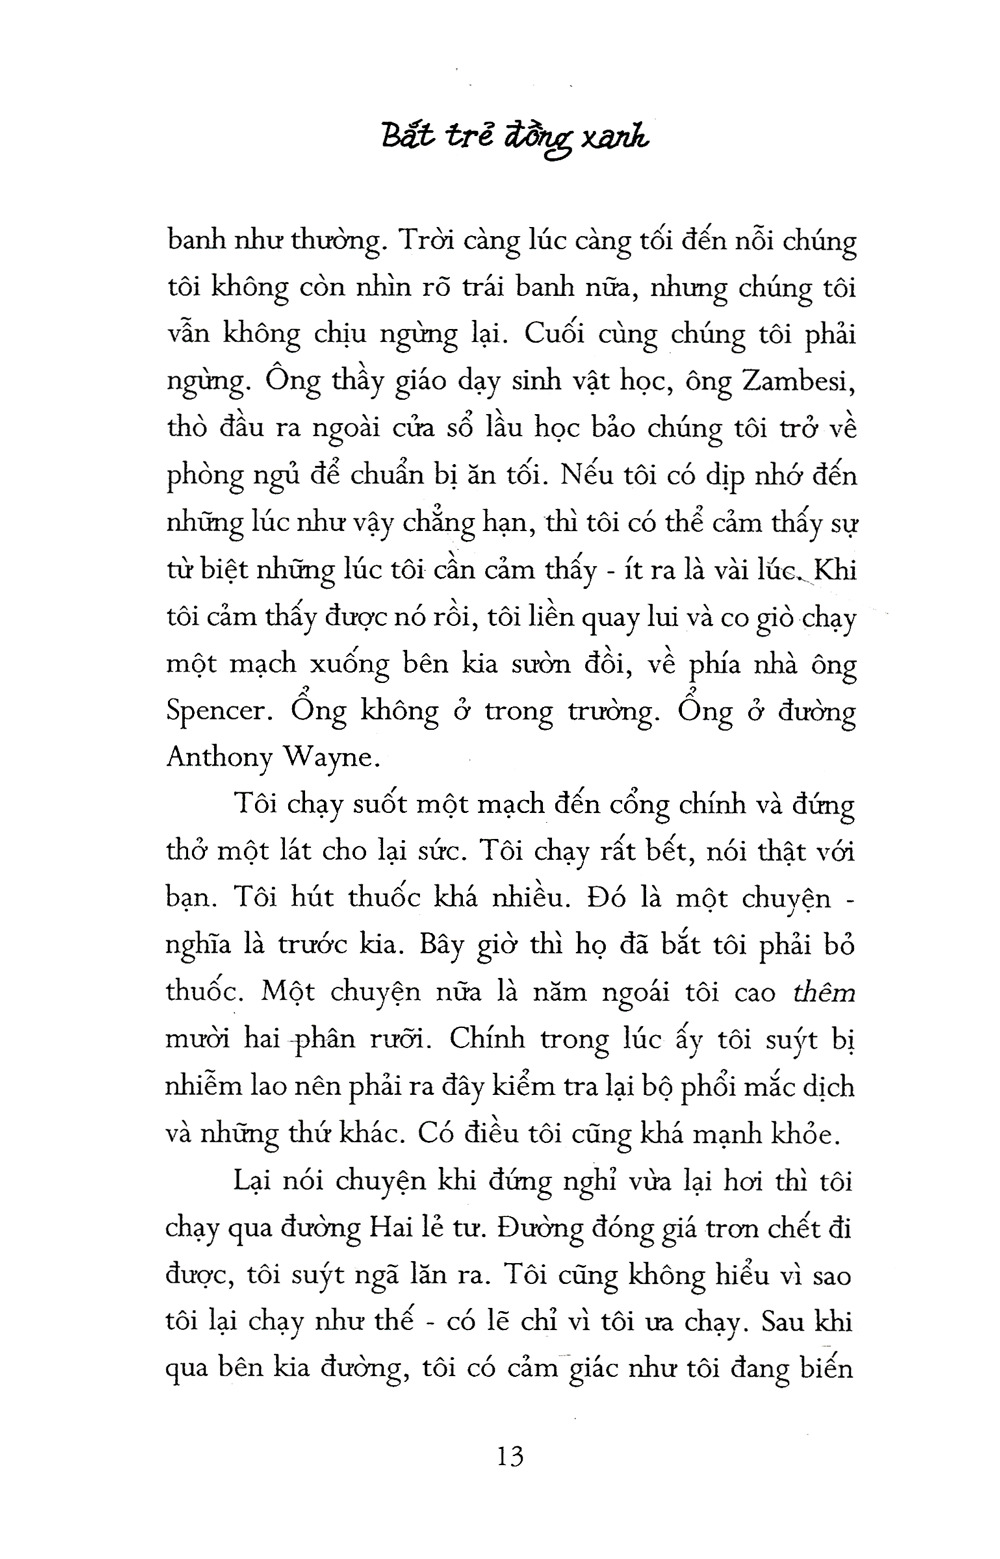 Bắt trẻ đồng xanh
banh như thường. Trời càng lúc càng tối đến nỗi chúng
tôi không còn nhìn rõ trái banh nữa, nhưng chúng tôi
vẫn không chịu ngừng lại. Cuối cùng chúng tôi phải
ngừng. Ông thầy giáo dạy sinh vật học, ông Zambesi,
thò đầu ra ngoài cửa sổ lầu học bảo chúng tôi trở về
phòng ngủ để chuẩn bị ăn tối. Nếu tôi có dịp nhớ đến
những lúc như vậy chẳng hạn, thì tôi có thể cảm thấy sự
từ biệt những lúc tôi cần cảm thấy - ít ra là vài lúc. Khi
tôi cảm thấy được nó rồi, tôi liền quay lui và co giò chạy
một mạch xuống bên kia sườn đồi, về phía nhà ông
Spencer. Ổng không ở trong trường. Ổng ở đường
Anthony Wayne.
Tôi chạy suốt một mạch đến cổng chính và đứng
thở một lát cho lại sức. Tôi chạy rất bết, nói thật với
bạn. Tôi hút thuốc khá nhiều. Đó là một chuyện -
nghĩa là trước kia. Bây giờ thì họ đã bắt tôi phải bỏ
thuốc. Một chuyện nữa là năm ngoái tôi cao thêm
mười hai phân rưỡi. Chính trong lúc ấy tôi suýt bị
nhiễm lao nên phải ra đây kiểm tra lại bộ phổi mắc dịch
và những thứ khác. Có điều tôi cũng khá mạnh khỏe.
Lại nói chuyện khi đứng nghỉ vừa lại hơi thì tôi
chạy qua đường Hai lẻ tư. Đường đóng giá trơn chết đi
được, tôi suýt ngã lăn ra. Tôi cũng không hiểu vì sao
tôi lại chạy như thế - có lẽ chỉ vì tôi ưa chạy. Sau khi
qua bên kia đường, tôi có cảm giác như tôi đang biến
13